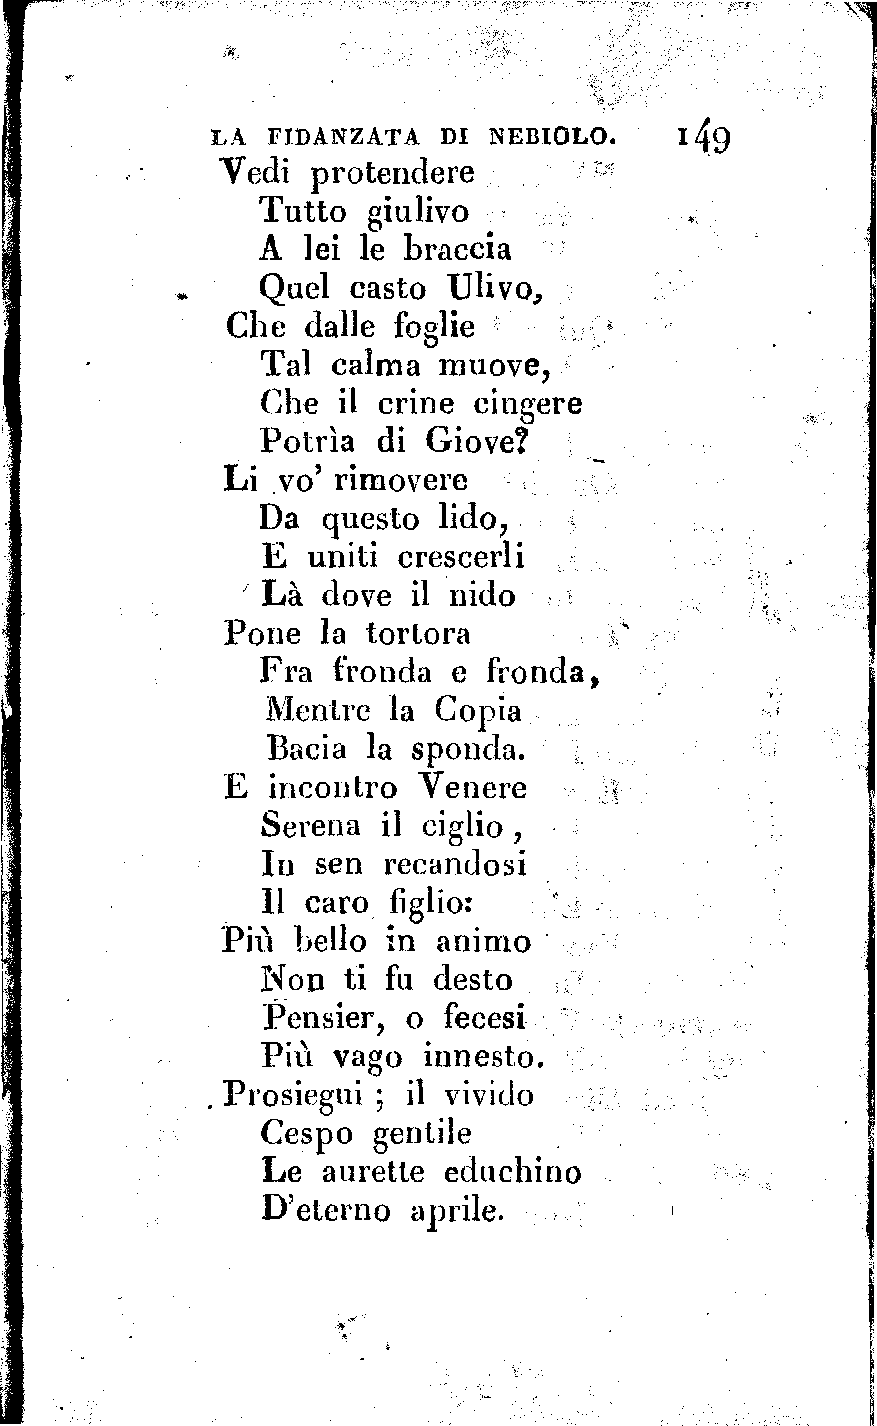 LA FIDANZATA DI NEBIOLO. 149
Vedi protendere
Tutto giulivo
A lei le braccia
Quel casto Ulivo,
Che dalle foglie
Tal calma muove,
Che il crine cingere
Potrìa di Giove?
Li vo' rimovere
Da questo lido,
E uniti crescerli
Là dove il nido
Pone la tortora
Fra fronda e fronda,
Mentre la Copia
Bacia la sponda.
E incontro Venere
Serena il ciglio,
In sen recandosi
Il caro figlio:
Più bello in animo
Non ti fu desto
Pensier, o fecesi
Più vago innesto.
Prosiegui; il vivido
Cespo gentile
Le aurette educhino
D'eterno aprile.